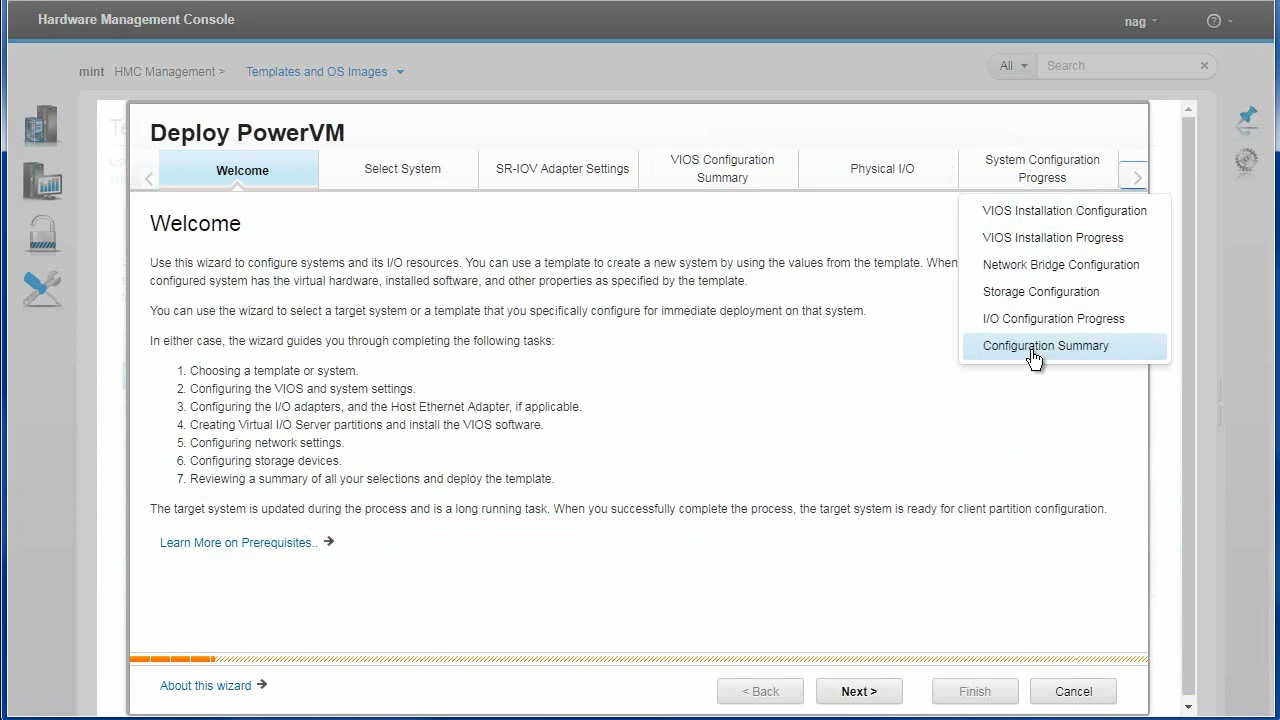 Hardware Management Console
nag
mint HMC Management > Templates and OS Images
All Search
Deploy PowerVM
Welcome
Select System
SR-IOV Adapter Settings
VIOS Configuration
Summary
Physical I/O
System Configuration
Progress
VIOS Installation Configuration
VIOS Installation Progress
Network Bridge Configuration
Storage Configuration
I/O Configuration Progress
Configuration Summary
Welcome
Use this wizard to configure systems and its I/O resources. You can use a template to create a new system by using the values from the template. When
configured system has the virtual hardware, installed software, and other properties as specified by the template.
You can use the wizard to select a target system or a template that you specifically configure for immediate deployment on that system.
In either case, the wizard guides you through completing the following tasks:
1. Choosing a template or system.
2. Configuring the VIOS and system settings.
3. Configuring the I/O adapters, and the Host Ethernet Adapter, if applicable.
4. Creating Virtual I/O Server partitions and install the VIOS software.
5. Configuring network settings.
6. Configuring storage devices.
7. Reviewing a summary of all your selections and deploy the template.
The target system is updated during the process and is a long running task. When you successfully complete the process, the target system is ready for client partition configuration.
Learn More on Prerequisites..
About this wizard
< Back
Next >
Finish
Cancel